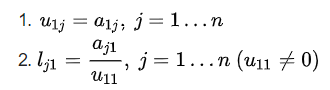 1. u₁ⱼ = a₁ⱼ, j = 1…n
2. lⱼ₁ = aⱼ₁/u₁₁, j = 1…n (u₁₁ ≠ 0)